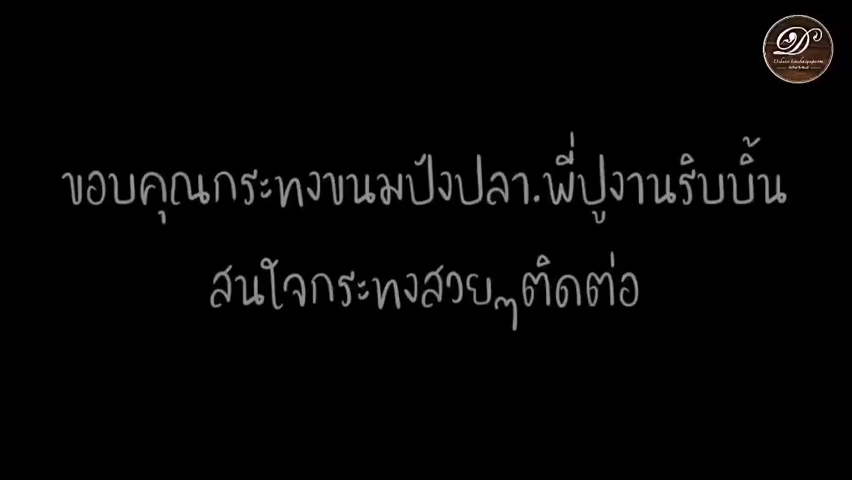 ขอบคุณกระทงขนมปังปลา.พี่ปูงานริบบิ้น
สนใจกระทงสวยๆติดต่อ